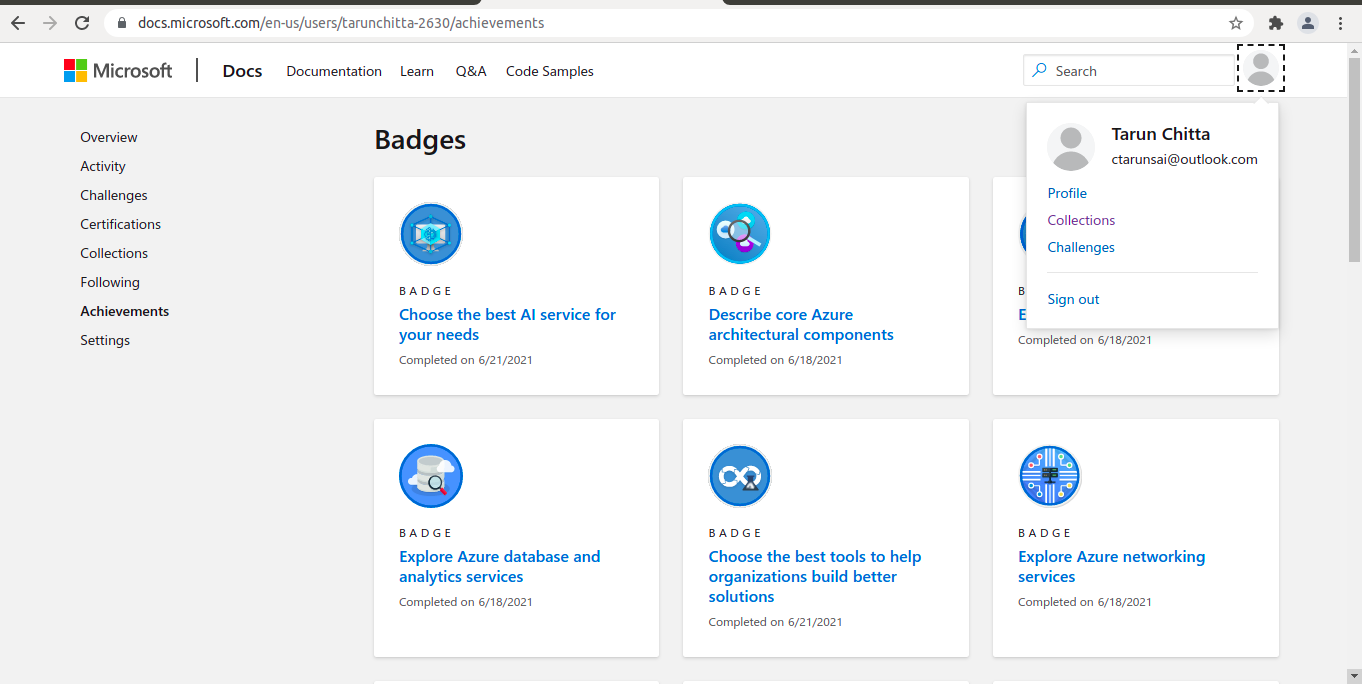 docs.microsoft.com/en-us/users/tarunchitta-2630/achievements
Microsoft
Docs
Documentation
Learn
Q&A
Code Samples
Search
Tarun Chitta
ctarunsai@outlook.com
Profile
Collections
Challenges
Sign out
Overview
Activity
Challenges
Certifications
Collections
Following
Achievements
Settings
Badges
BADGE
Choose the best AI service for
your needs
Completed on 6/21/2021
BADGE
Describe core Azure
architectural components
Completed on 6/18/2021
Completed on 6/18/2021
BADGE
Explore Azure database and
analytics services
Completed on 6/18/2021
BADGE
Choose the best tools to help
organizations build better
solutions
Completed on 6/21/2021
BADGE
Explore Azure networking
services
Completed on 6/18/2021